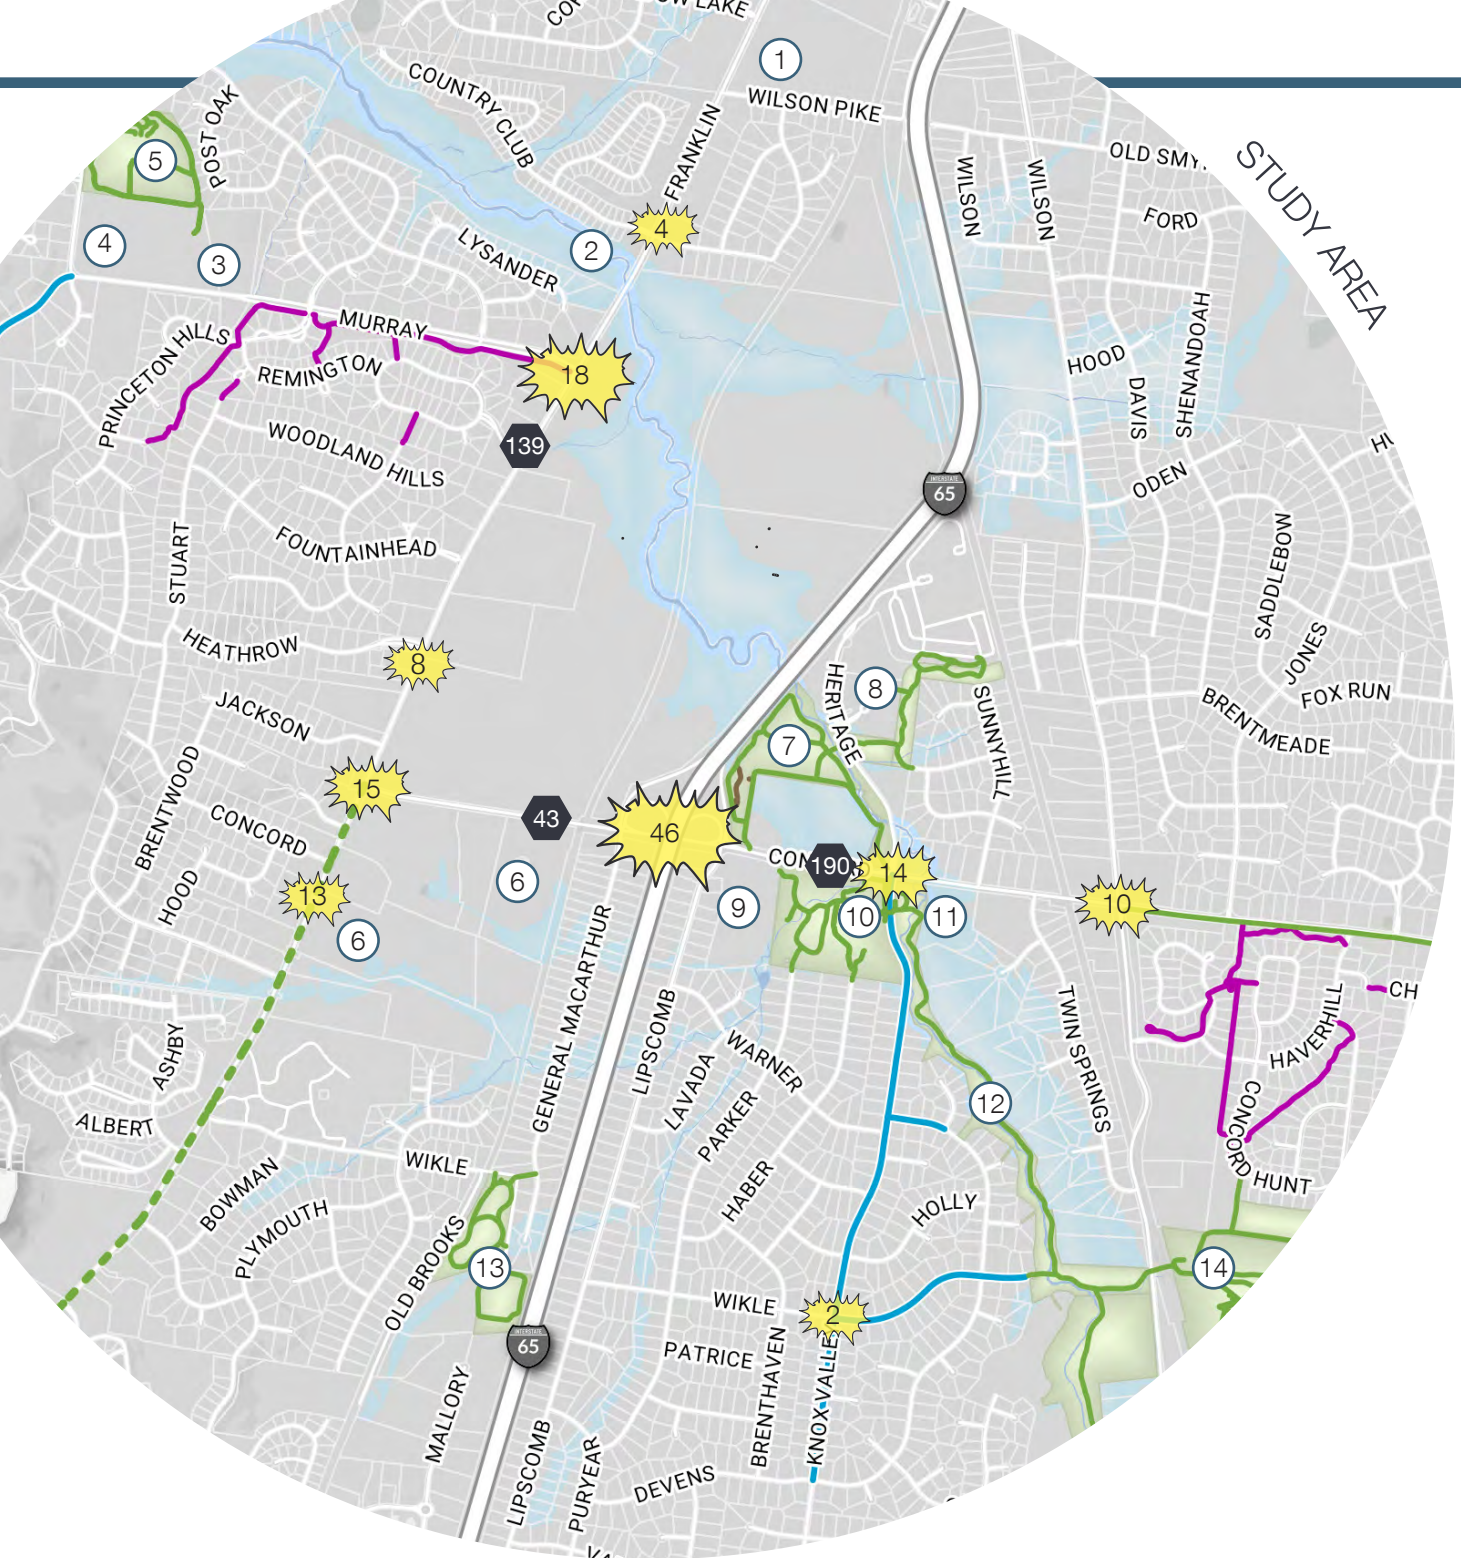 LAKE
COUNTRY CLUB
1
WILSON PIKE
POST OAK
FRANKLIN
STUDY AREA
OLD SMY
5
WILSON
WILSON
FORD
4
4
3
2
LYSANDER
MURRAY
PRINCETON HILLS
REMINGTON
18
HOOD
DAVIS
SHENANDOAH
WOODLAND HILLS
139
INTERSTATE
65
ODEN
STUART
FOUNTAINHEAD
SADDLEBOW
HEATHROW
8
JONES
HERITAGE
8
SUNNYHILL
FOX RUN
BRENTMEADE
JACKSON
7
BRENTWOOD
15
CONCORD
43
46
CON
190
14
HOOD
13
6
6
9
10
11
10
GENERAL MACARTHUR
LIPSCOMB
TWIN SPRINGS
CH
HAVERHILL
ASHBY
WARNER
LAVADA
PARKER
12
CONCORD
HUNT
ALBERT
WIKLE
HABER
BOWMAN
PLYMOUTH
OLD BROOKS
HOLLY
13
14
WIKLE
2
INTERSTATE
65
PATRICE
BRENTHAVEN
KNOX VALLE
MALLORY
LIPSCOMB
PURYEAR
DEVENS